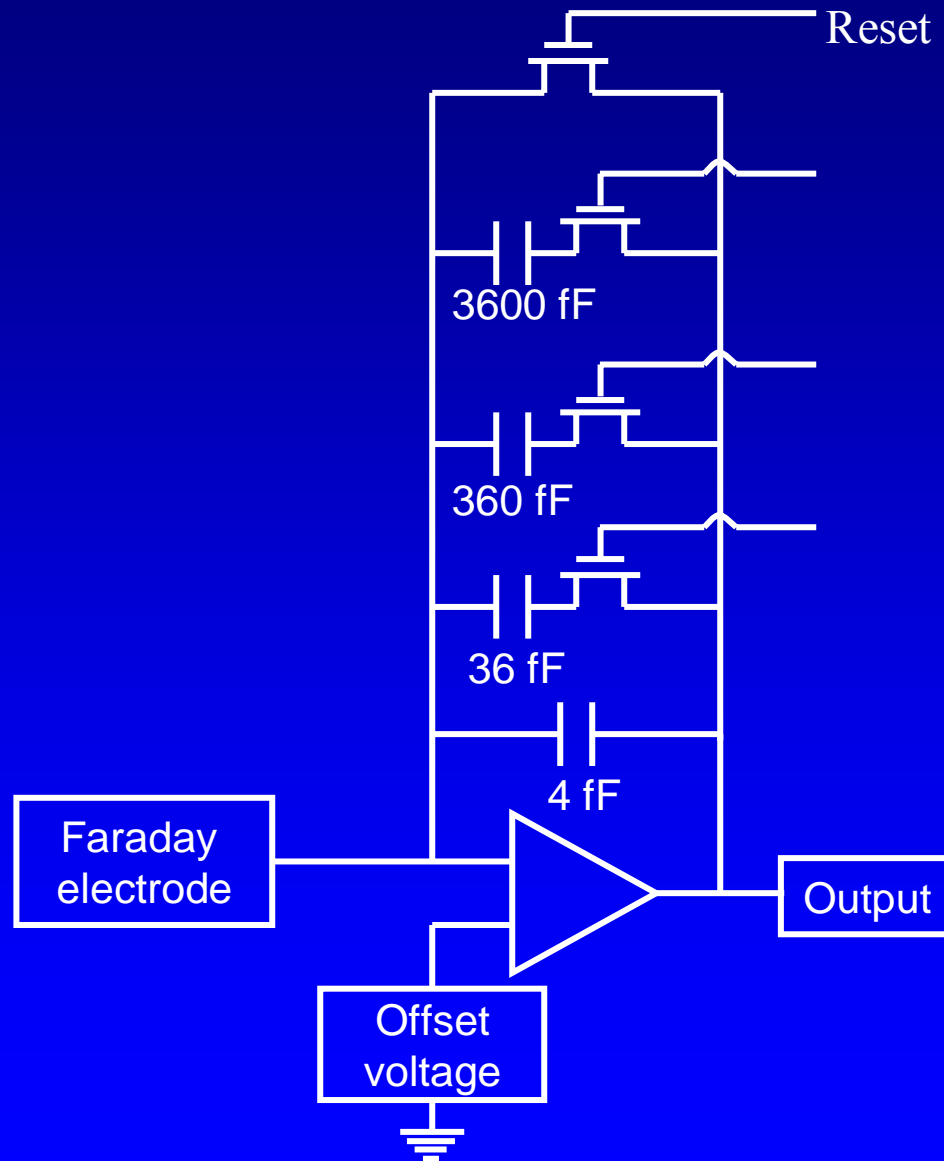 Reset
3600 fF
360 fF
36 fF
4 fF
Faraday
electrode
Output
Offset
voltage